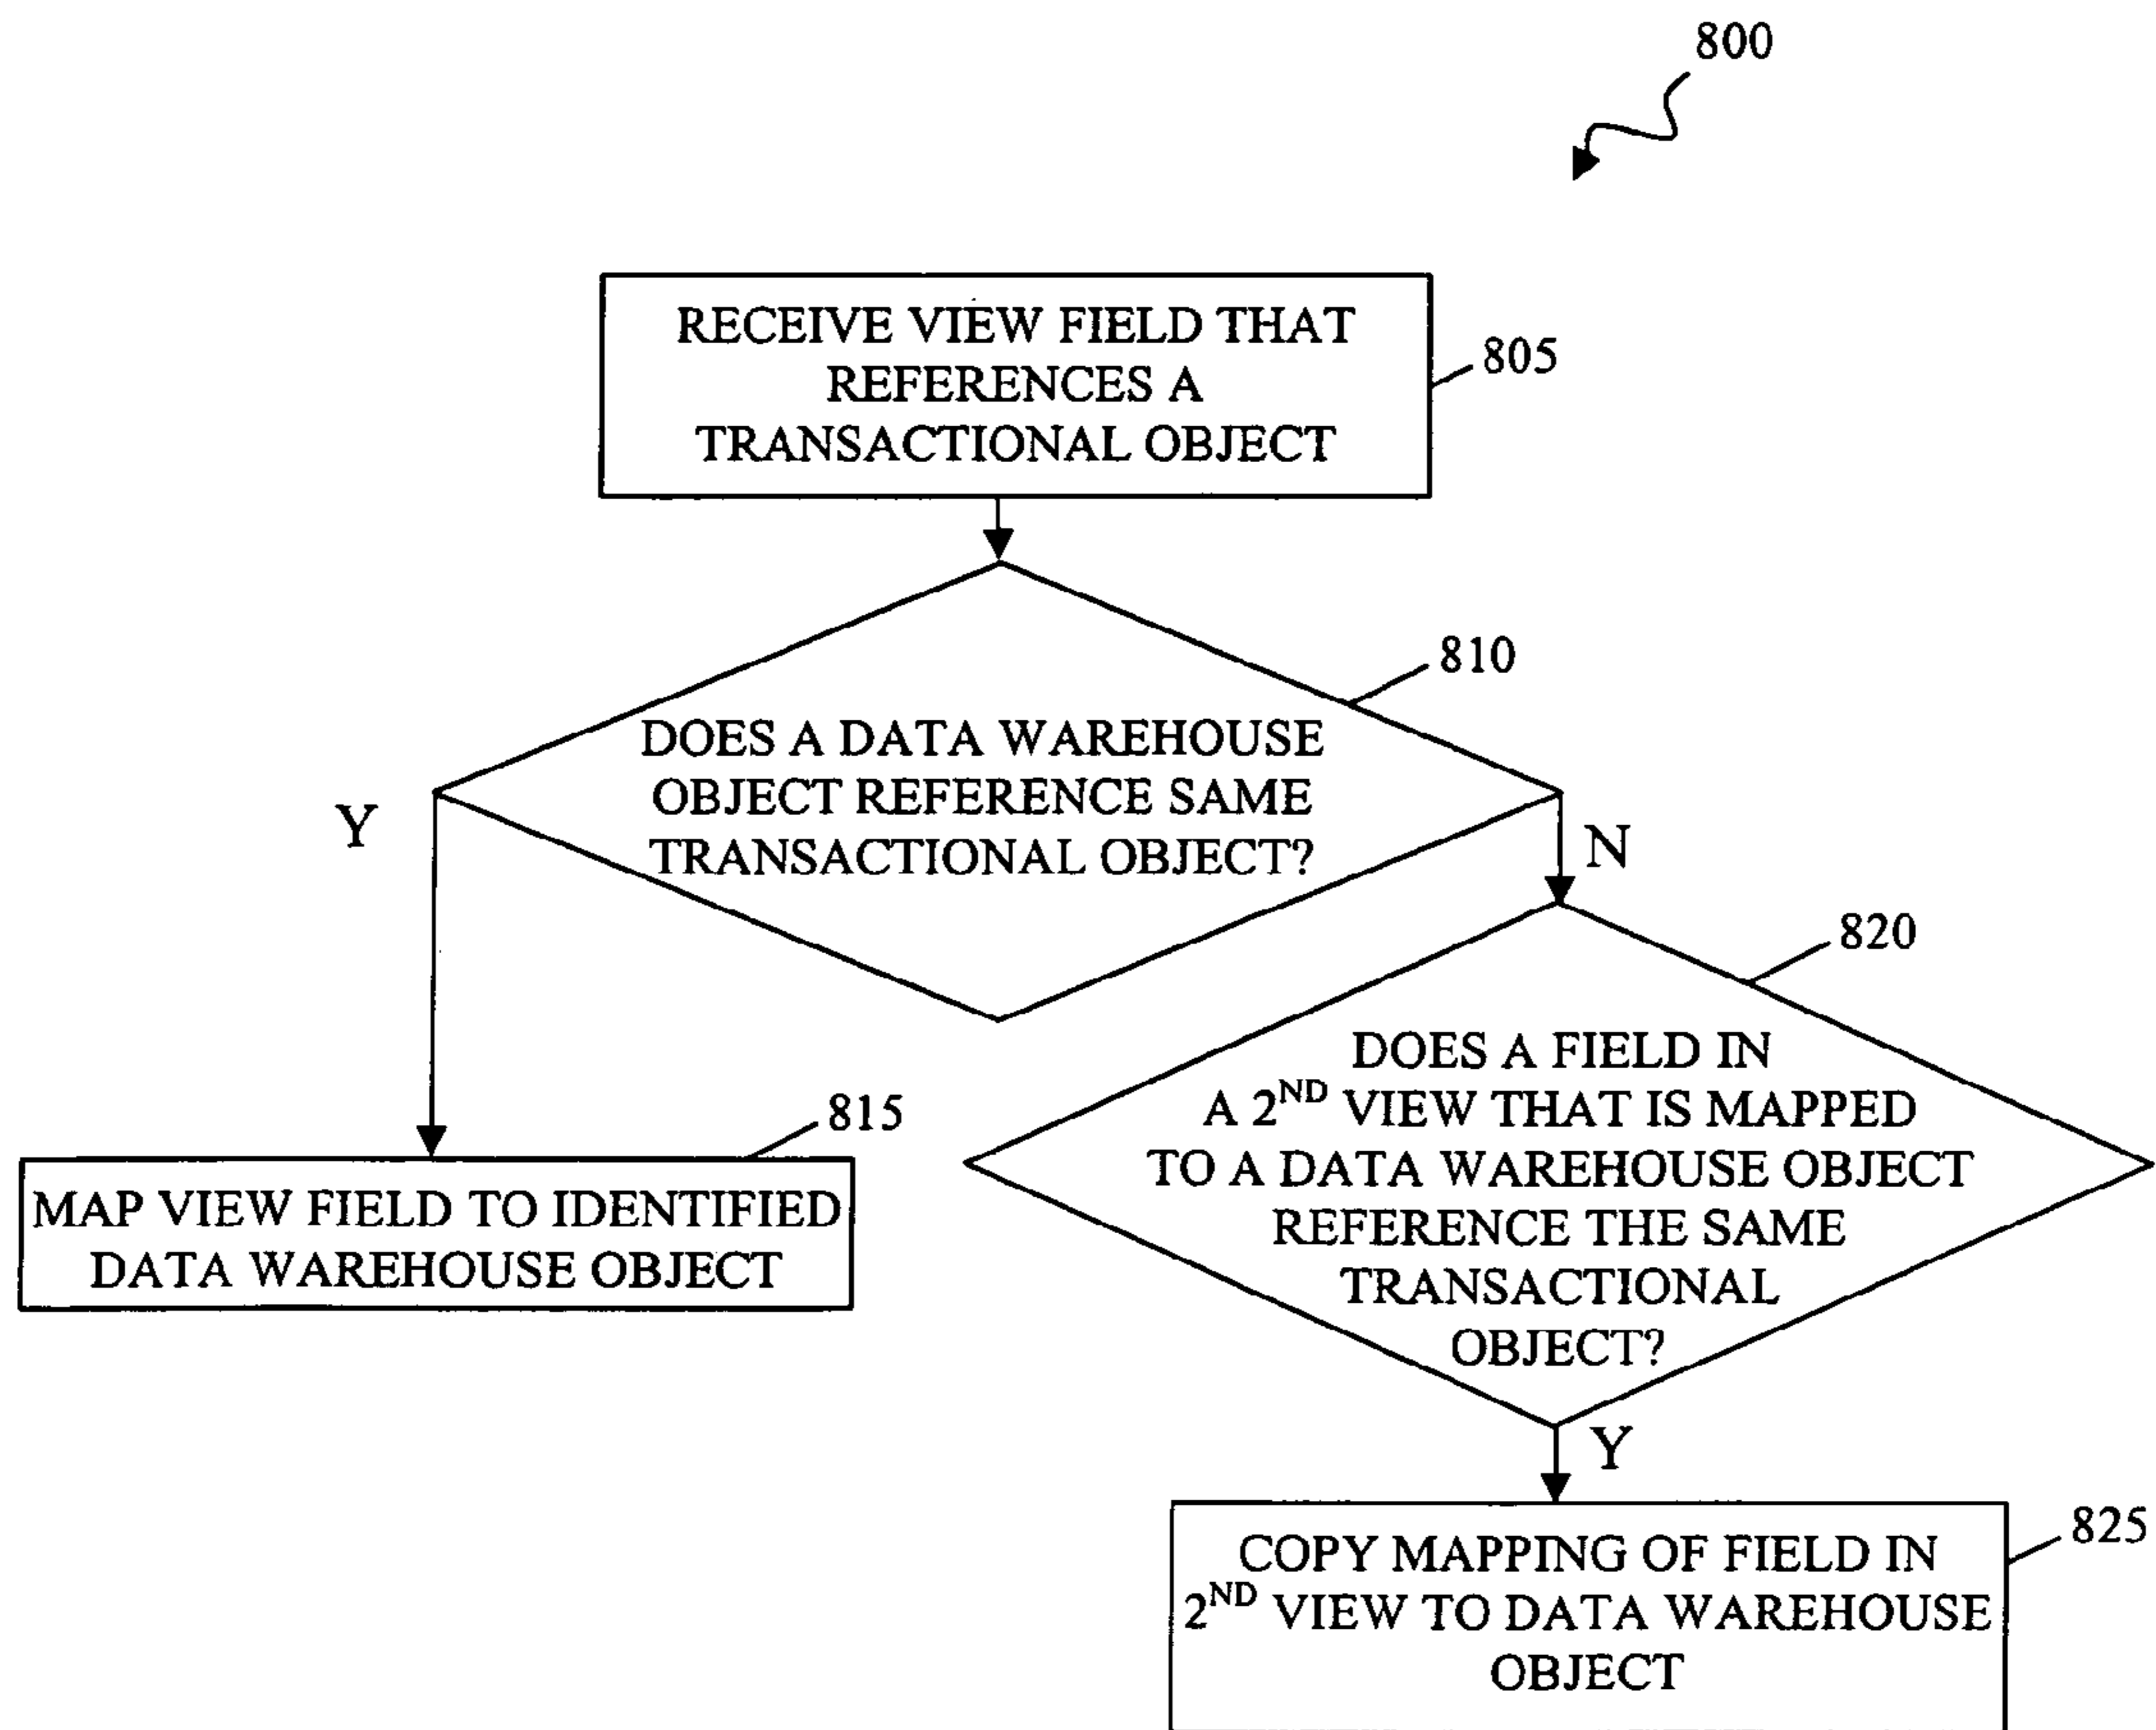 800
RECEIVE VIEW FIELD THAT
REFERENCES A
TRANSACTIONAL OBJECT
805
810
DOES A DATA WAREHOUSE
OBJECT REFERENCE SAME
TRANSACTIONAL OBJECT?
Y
N
820
DOES A FIELD IN
A 2ND VIEW THAT IS MAPPED
TO A DATA WAREHOUSE OBJECT
REFERENCE THE SAME
TRANSACTIONAL
OBJECT?
815
MAP VIEW FIELD TO IDENTIFIED
DATA WAREHOUSE OBJECT
Y
825
COPY MAPPING OF FIELD IN
2ND VIEW TO DATA WAREHOUSE
OBJECT